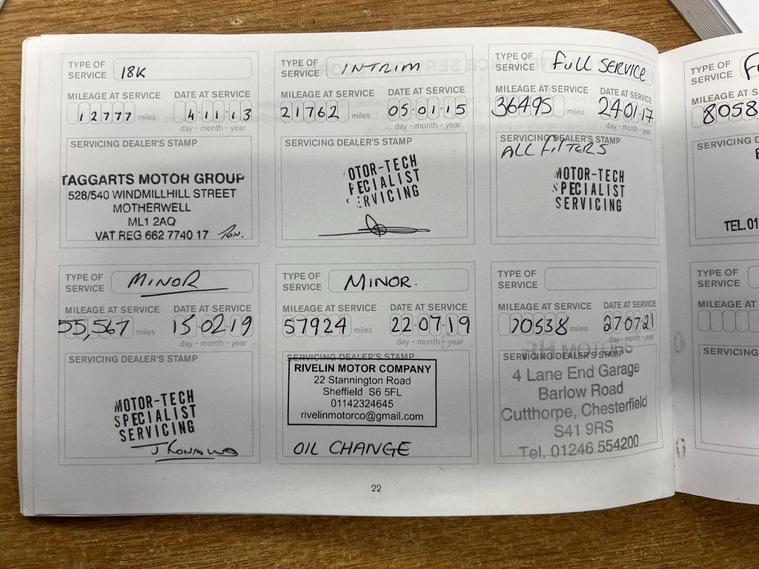 TYPE OF SERVICE 18K
MILEAGE AT SERVICE DATE AT SERVICE
12777 miles 4·11·13
day - month - year
SERVICING DEALER'S STAMP
TAGGARTS MOTOR GROUP
528/540 WINDMILLHILL STREET
MOTHERWELL
ML1 2AQ
VAT REG 662 7740 17
TYPE OF SERVICE INTRIM
MILEAGE AT SERVICE DATE AT SERVICE
21762 miles 05·01·15
day - month - year
SERVICING DEALER'S STAMP
OTOR-TECH
PECIALIST
ERVICING
TYPE OF SERVICE FULL SERVICE
MILEAGE AT SERVICE DATE AT SERVICE
36495 miles 240117
day - month - year
SERVICING DEALER'S STAMP
ALL FILTERS
MOTOR-TECH
SPECIALIST
SERVICING
TYPE OF SERVICE F
MILEAGE AT S
8058
SERVICING D
TEL.01
TYPE OF SERVICE MINOR
MILEAGE AT SERVICE DATE AT SERVICE
55,567 miles 15·02·19
day - month - year
SERVICING DEALER'S STAMP
MOTOR-TECH
SPECIALIST
SERVICING
TYPE OF SERVICE MINOR.
MILEAGE AT SERVICE DATE AT SERVICE
57924 miles 22·07·19
day - month - year
SERVICING DEALER'S STAMP
RIVELIN MOTOR COMPANY
22 Stannington Road
Sheffield S6 5FL
01142324645
rivelinmotorco@gmail.com
OIL CHANGE
TYPE OF SERVICE
MILEAGE AT SERVICE DATE AT SERVICE
70538 miles 270721
day - month - year
SERVICING DEALER'S STAMP
4 Lane End Garage
Barlow Road
Cutthorpe, Chesterfield
S41 9RS
Tel. 01246 554200
TYPE OF SERVICE
MILEAGE AT S
SERVICING
22